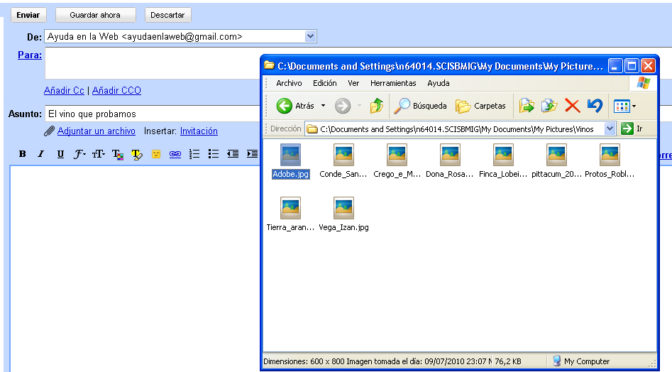 Enviar Guardar ahora Descartar
De: Ayuda en la Web <ayudaenlaweb@gmail.com>
Para:
Añadir Cc | Añadir CCO
Asunto: El vino que probamos
Adjuntar un archivo Insertar: Invitación
B I U
C:\Documents and Settings\n64014.SCISBMIG\My Documents\My Picture...
Archivo Edición Ver Herramientas Ayuda
Atrás Búsqueda Carpetas
Dirección C:\Documents and Settings\n64014.SCISBMIG\My Documents\My Pictures\Vinos Ir
Adobe.jpg Conde_San... Crego_e_M... Dona_Rosa... Finca_Lobei... pittacum_20... Protos_Robl...
Tierra_aran... Vega_Izan.jpg
Dimensiones: 600 x 800 Imagen tomada el día: 09/07/2010 23:07 76,2 KB My Computer